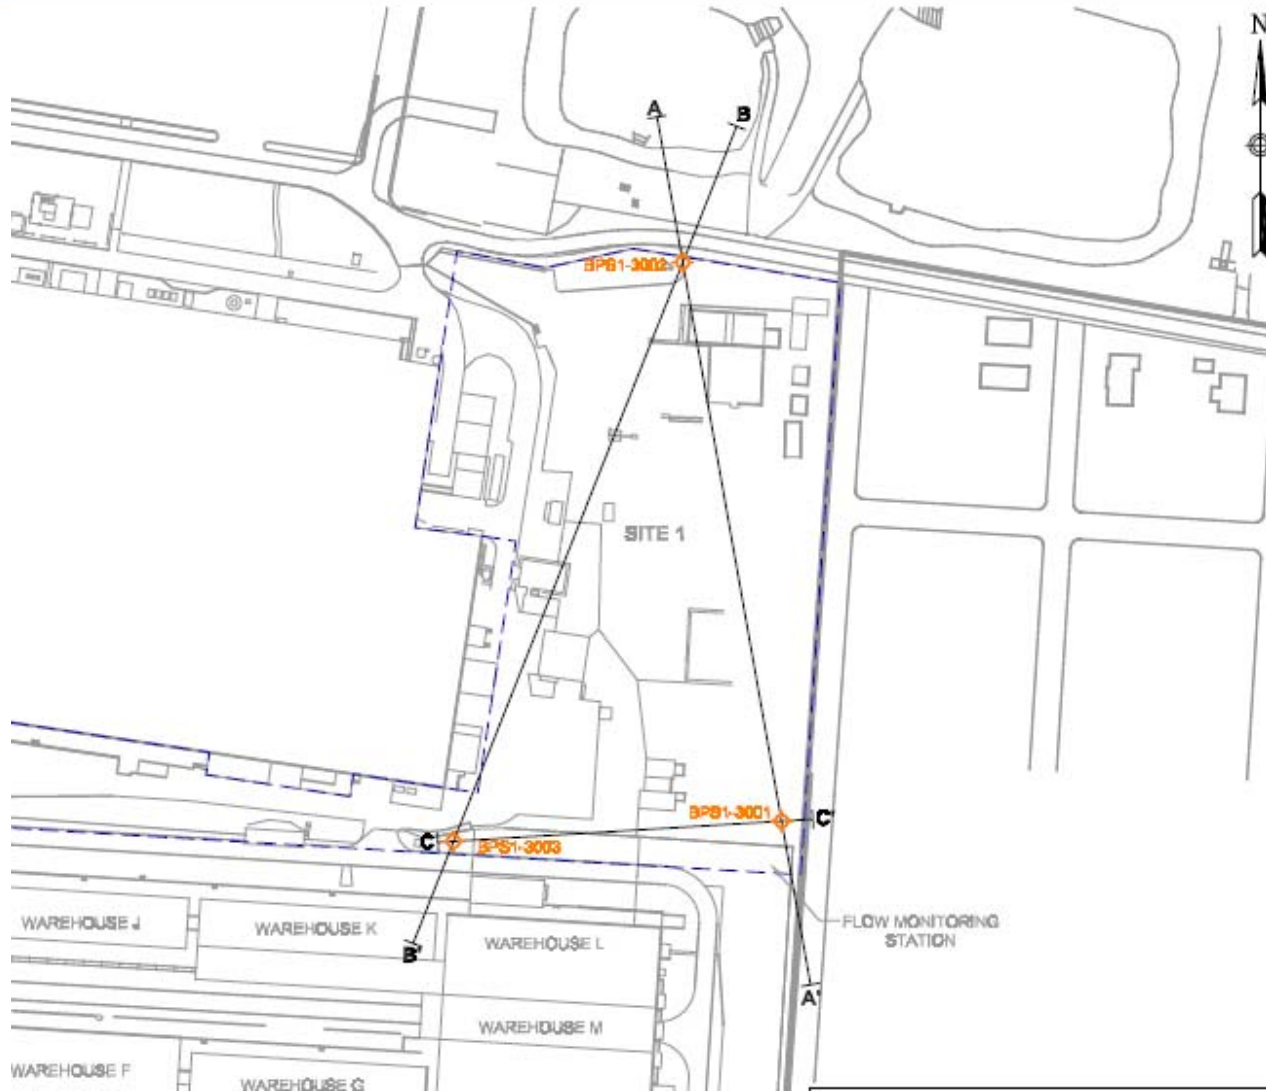 N
A
B
BPS1-3002
SITE 1
BPS1-3001
C'
C
BPS1-3003
WAREHOUSE J
WAREHOUSE K
WAREHOUSE L
FLOW MONITORING
STATION
B'
A'
WAREHOUSE M
WAREHOUSE F
WAREHOUSE G